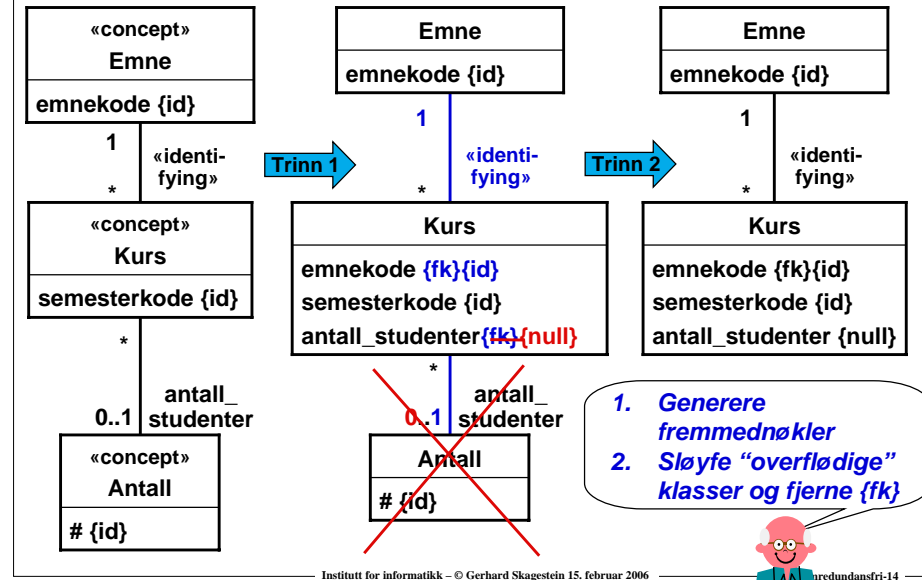 «concept»
Emne
emnekode {id}
1
«identi-
fying»
*
«concept»
Kurs
semesterkode {id}
*
antall_
0..1 studenter
«concept»
Antall
# {id}
Trinn 1
Emne
emnekode {id}
1
«identi-
fying»
*
Kurs
emnekode {fk}{id}
semesterkode {id}
antall_studenter{fk}{null}
*
antall_
0..1 studenter
Antall
# {id}
Trinn 2
Emne
emnekode {id}
1
«identi-
fying»
*
Kurs
emnekode {fk}{id}
semesterkode {id}
antall_studenter {null}
1. Generere
fremmednøkler
2. Sløyfe “overflødige”
klasser og fjerne {fk}
Institutt for informatikk – © Gerhard Skagestein 15. februar 2006
nredundansfri-14